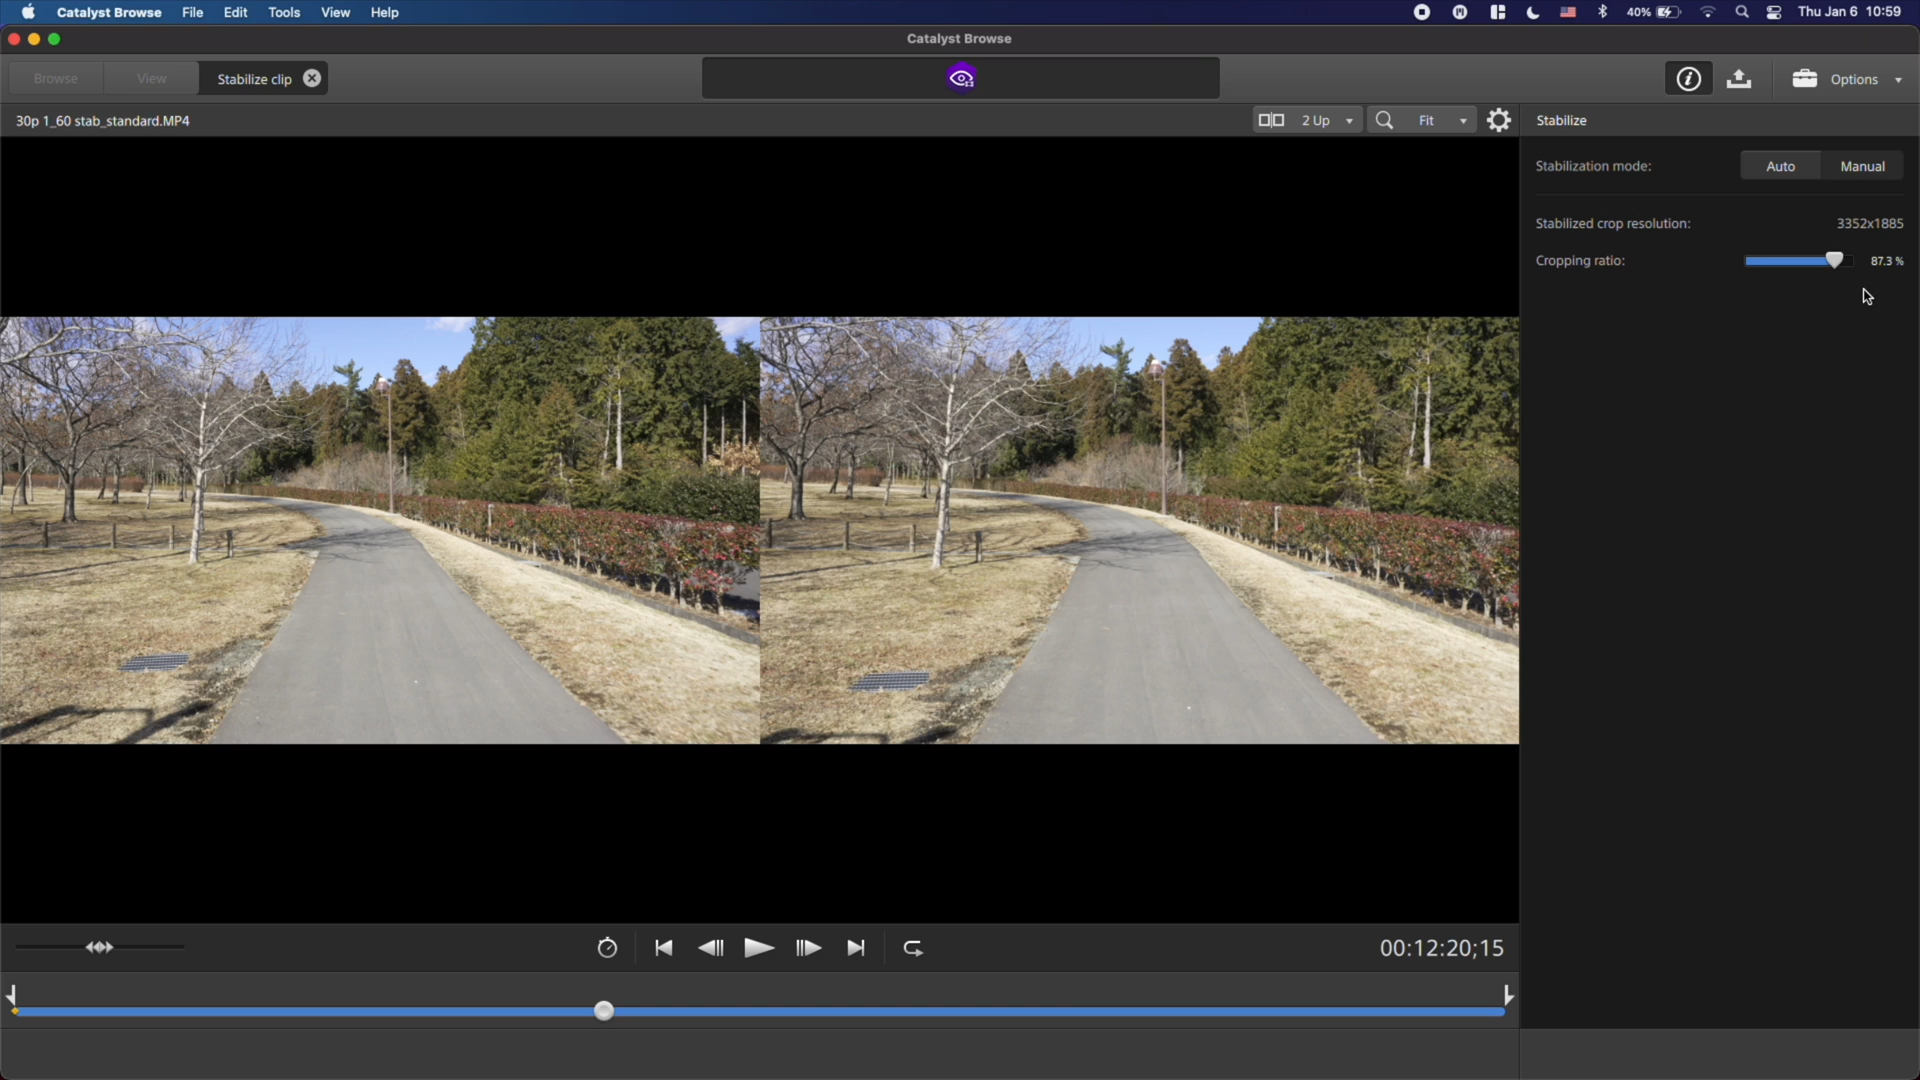 Catalyst Browse File Edit Tools View Help 40% Thu Jan 6 10:59
Catalyst Browse
Browse View Stabilize clip Options
30p 1_60 stab_standard.MP4 2 Up Fit Stabilize
Stabilization mode: Auto Manual
Stabilized crop resolution: 3352x1885
Cropping ratio: 87.3 %
00:12:20;15